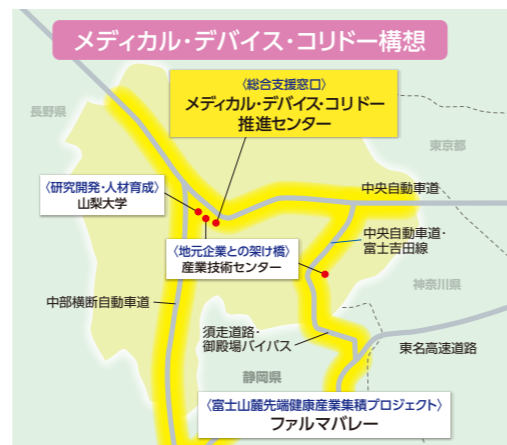 メディカル・デバイス・コリドー構想
〈総合支援窓口〉
メディカル・デバイス・コリドー
推進センター
長野県
東京都
〈研究開発・人材育成〉
山梨大学
中央自動車道
〈地元企業との架け橋〉
産業技術センター
中央自動車道・
富士吉田線
神奈川県
中部横断自動車道
須走道路・
御殿場バイパス
東名高速道路
静岡県
〈富士山麓先端健康産業集積プロジェクト〉
ファルマバレー